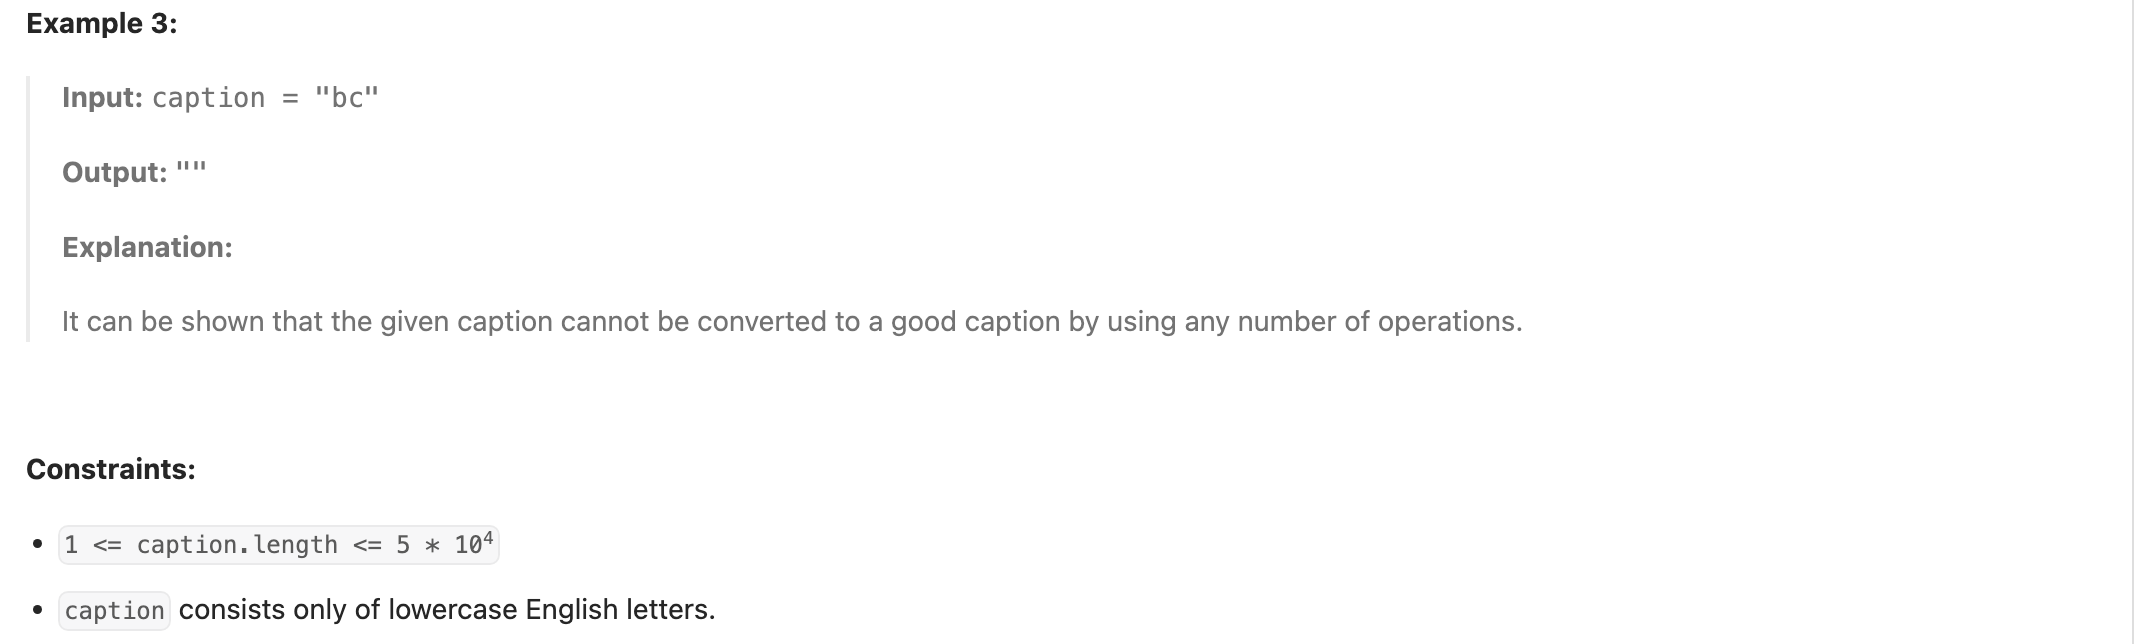 Example 3:
Input: caption = "bc"
Output: ""
Explanation:
It can be shown that the given caption cannot be converted to a good caption by using any number of operations.
Constraints:
• 1 <= caption.length <= 5 * 10⁴
• caption consists only of lowercase English letters.